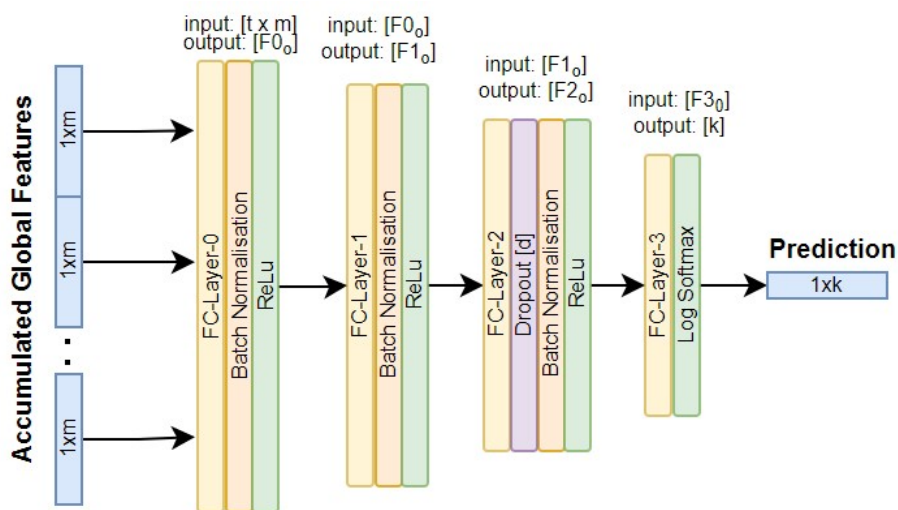 Accumulated Global Features
1xm
1xm
1xm
input: [t x m]
output: [F0ₒ]
FC-Layer-0
Batch Normalisation
ReLu
input: [F0ₒ]
output: [F1ₒ]
FC-Layer-1
Batch Normalisation
ReLu
input: [F1ₒ]
output: [F2ₒ]
FC-Layer-2
Dropout [d]
Batch Normalisation
ReLu
input: [F3₀]
output: [k]
FC-Layer-3
Log Softmax
Prediction
1xk